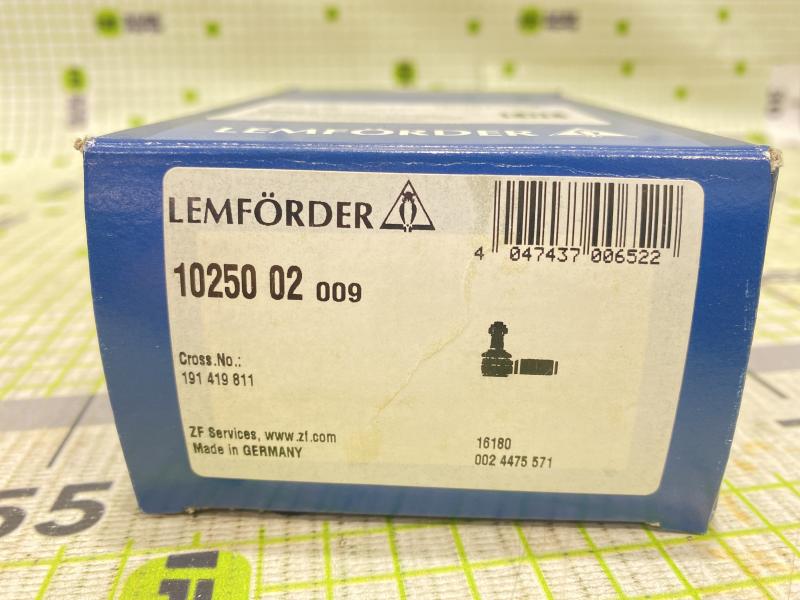 LEMFÖRDER
LEMFÖRDER
10250 02 009
4 047437 006522
Cross.No.:
191 419 811
ZF Services, www.zf.com
Made in GERMANY
16180
002 4475 571
55